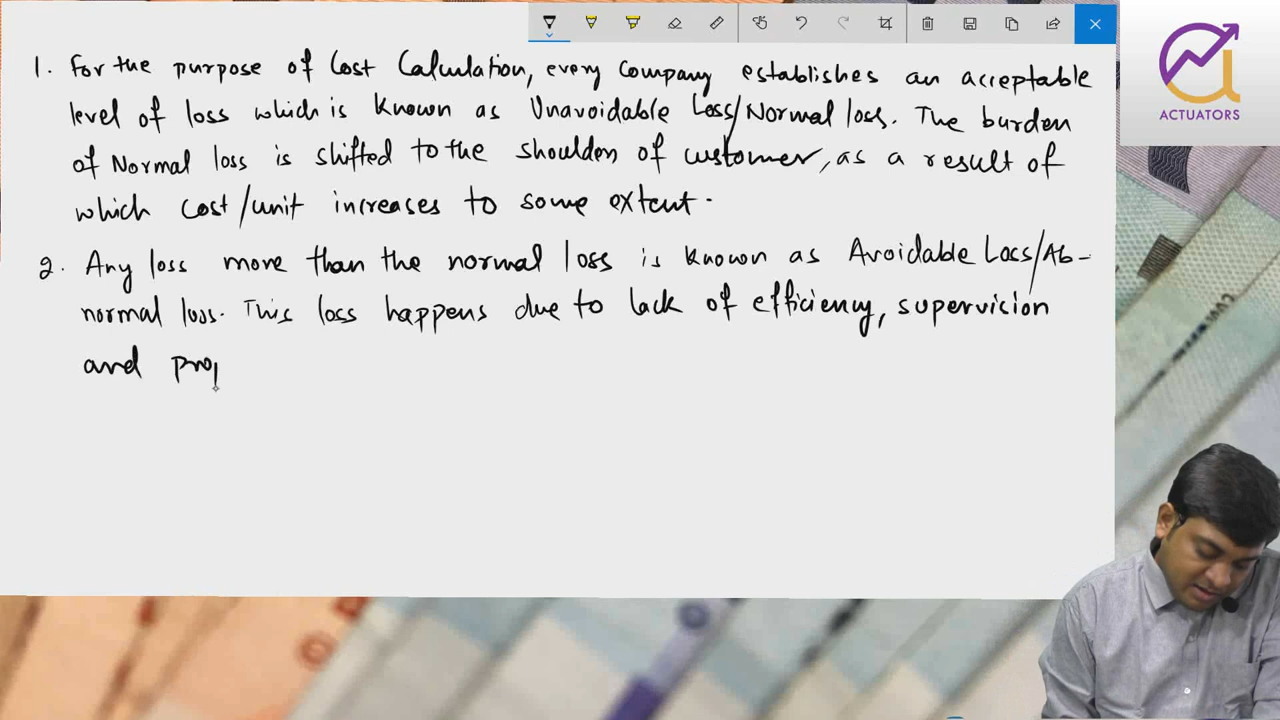 1. For the purpose of Cost Calculation, every Company establishes an acceptable
level of loss which is known as Unavoidable Loss/Normal loss. The burden
of Normal loss is shifted to the shoulder of customer, as a result of
which cost/unit increases to some extent.
2. Any loss more than the normal loss is known as Avoidable Loss/Ab-
normal loss. This loss happens due to lack of efficiency, supervision
and prop
ACTUATORS